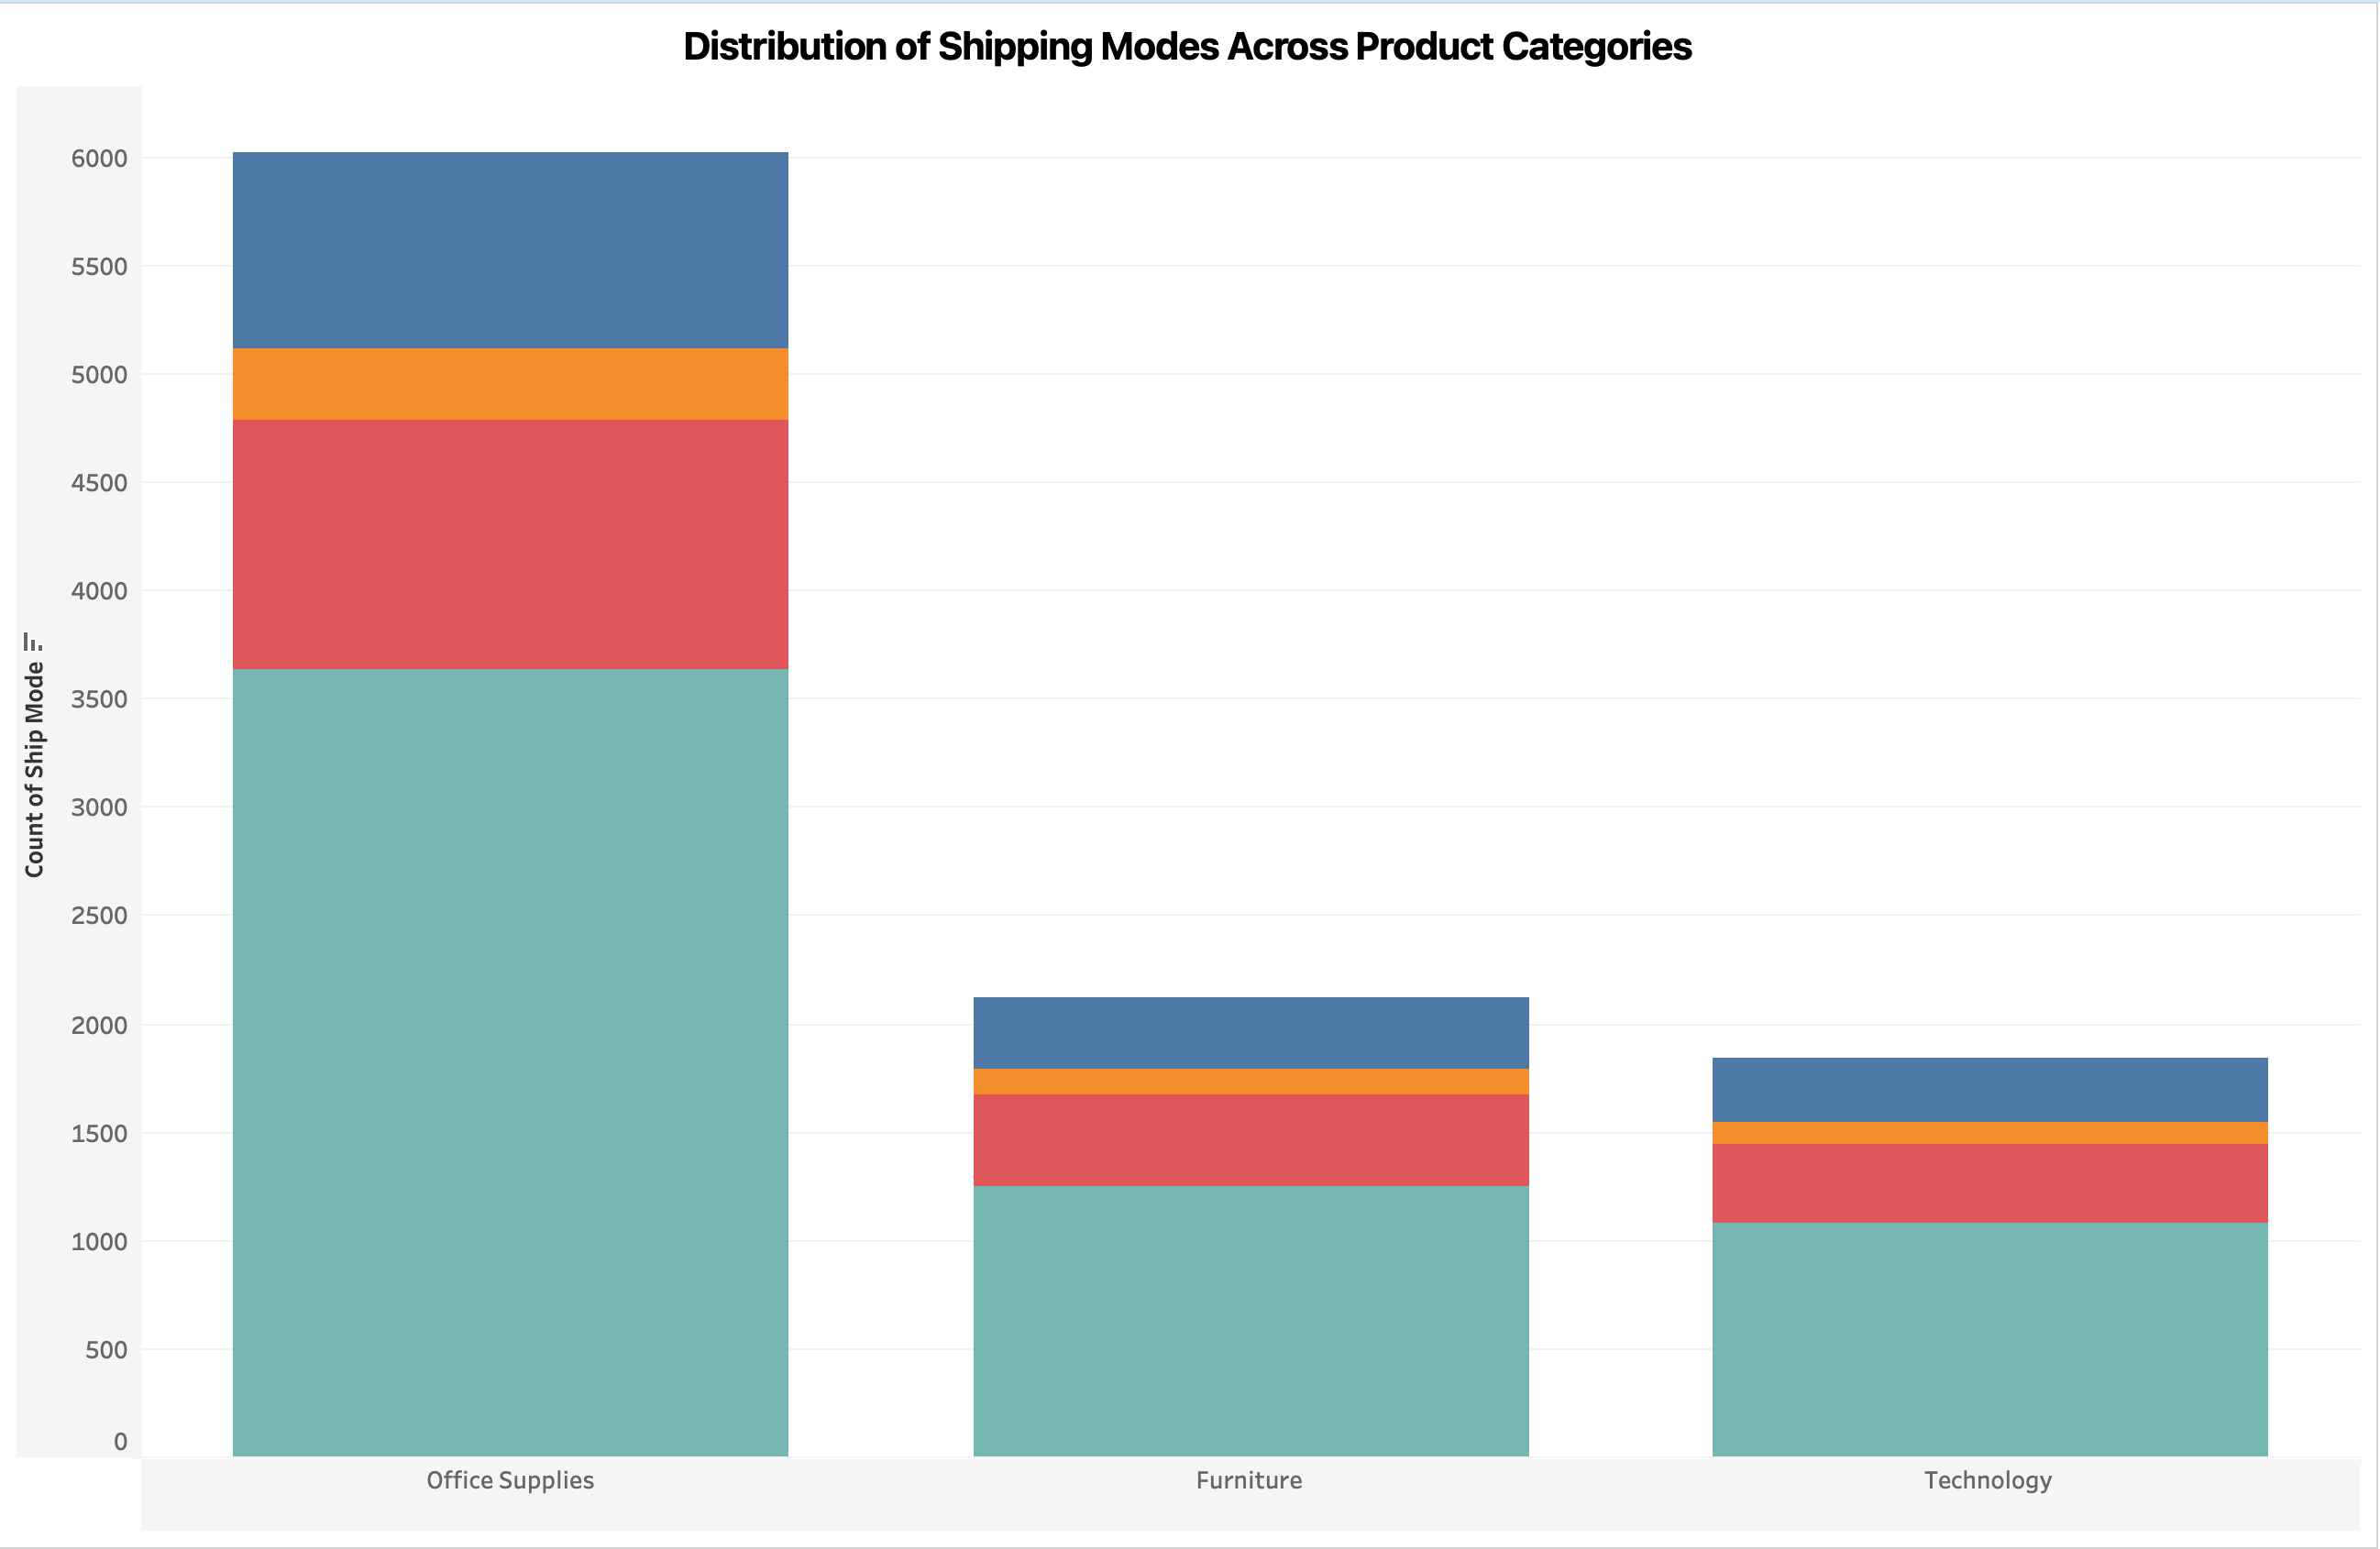 Distribution of Shipping Modes Across Product Categories
Count of Ship Mode
6000
5500
5000
4500
4000
3500
3000
2500
2000
1500
1000
500
0
Office Supplies
Furniture
Technology